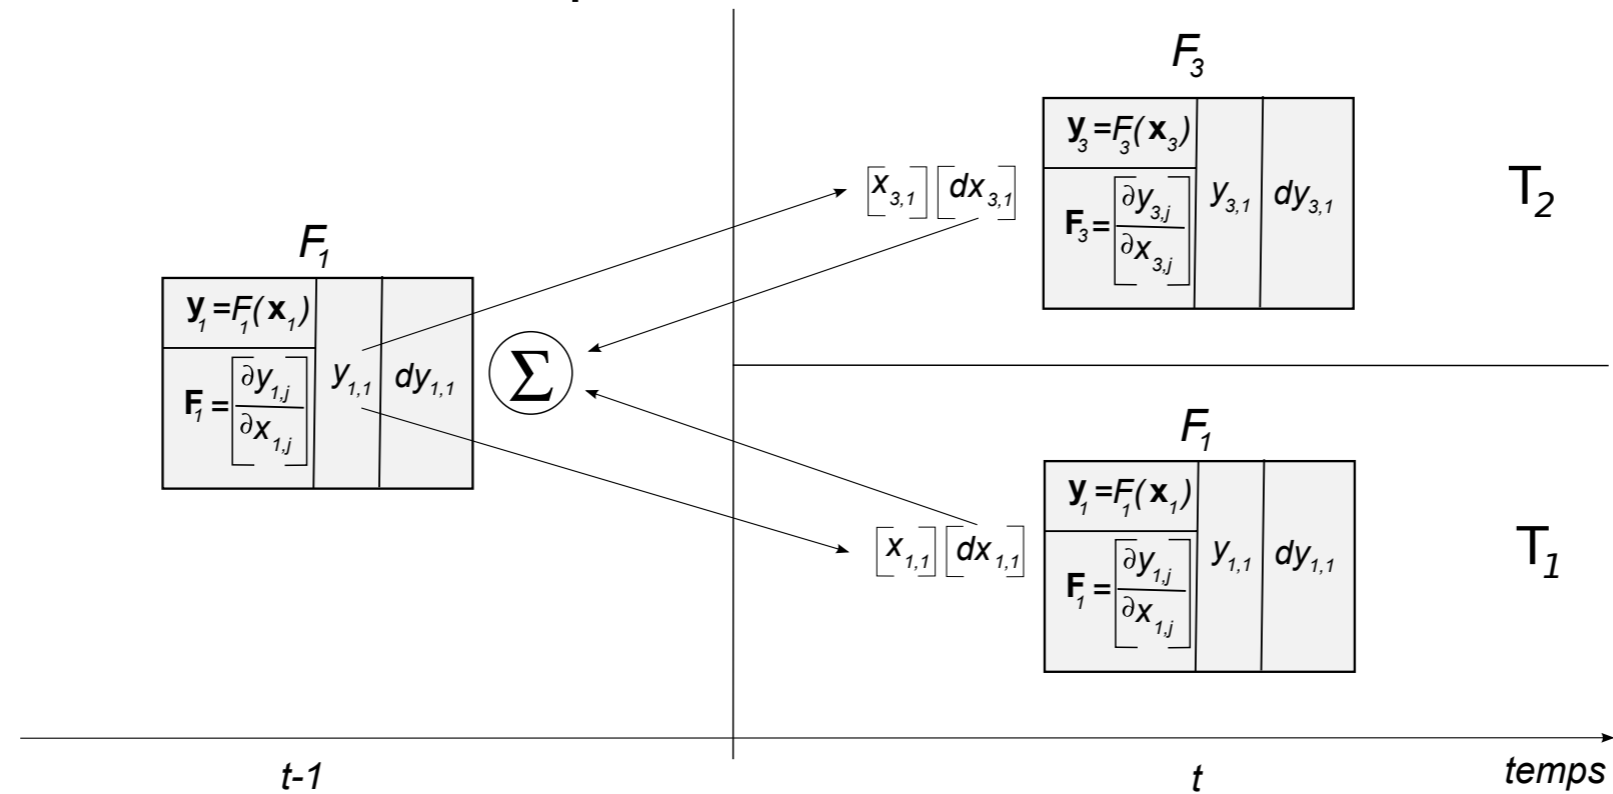 F₁
y₁=F₁(x₁)
F₁=[∂y₁,ⱼ/∂x₁,ⱼ]
y₁,₁
dy₁,₁
Σ
F₃
[x₃,₁] [dx₃,₁]
y₃=F₃(x₃)
F₃=[∂y₃,ⱼ/∂x₃,ⱼ]
y₃,₁
dy₃,₁
T₂
F₁
[x₁,₁] [dx₁,₁]
y₁=F₁(x₁)
F₁=[∂y₁,ⱼ/∂x₁,ⱼ]
y₁,₁
dy₁,₁
T₁
t-1
t
temps